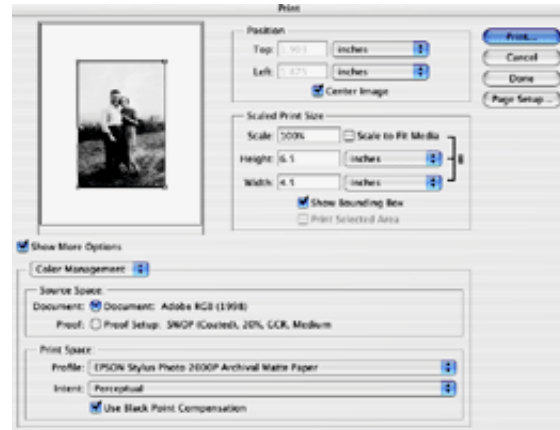 Print
Position
Top: inches
Left: inches
Center Image
Print...
Cancel
Done
Page Setup...
Scaled Print Size
Scale: 100% Scale to Fit Media
Height: 6.5 inches
Width: 4.5 inches
Show Bounding Box
Print Selected Area
Show More Options
Color Management
Source Space:
Document: Document: Adobe RGB (1998)
Proof: Proof Setup: SWOP (Coated), 20%, GCR, Medium
Print Space:
Profile: EPSON Stylus Photo 2000P Archival Matte Paper
Intent: Perceptual
Use Black Point Compensation